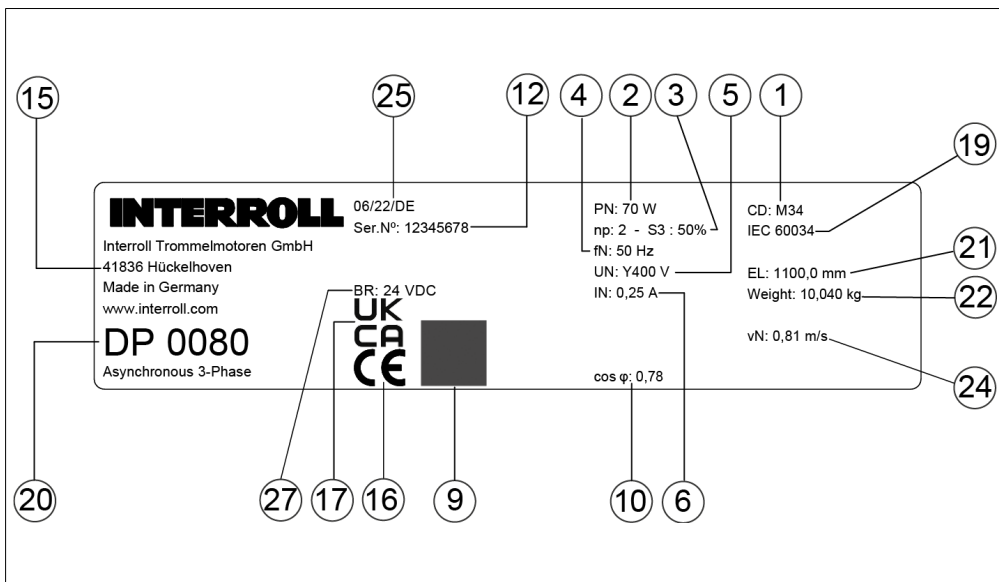 15
25
12
4
2
3
5
1
19
INTERROLL
Interroll Trommelmotoren GmbH
41836 Hückelhoven
Made in Germany
www.interroll.com
DP 0080
Asynchronous 3-Phase
06/22/DE
Ser.Nº: 12345678
BR: 24 VDC
UK
CA
CE
PN: 70 W
np: 2 - S3 : 50%
fN: 50 Hz
UN: Y400 V
IN: 0,25 A
cos φ: 0,78
CD: M34
IEC 60034
EL: 1100,0 mm
Weight: 10,040 kg
vN: 0,81 m/s
21
22
24
20
27
17
16
9
10
6